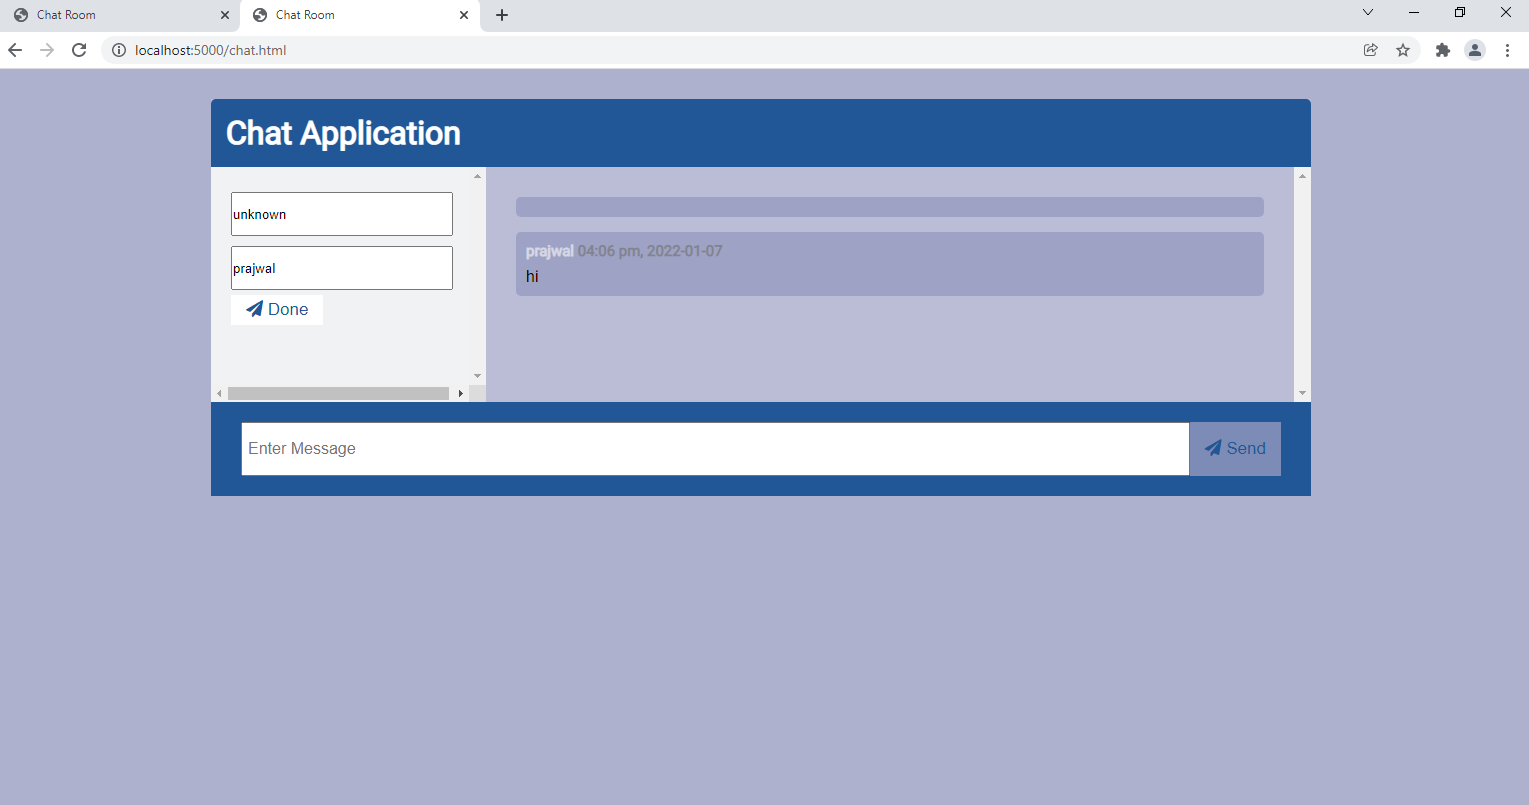 Chat Room
Chat Room
localhost:5000/chat.html
Chat Application
unknown
prajwal
Done
prajwal 04:06 pm, 2022-01-07
hi
Enter Message
Send